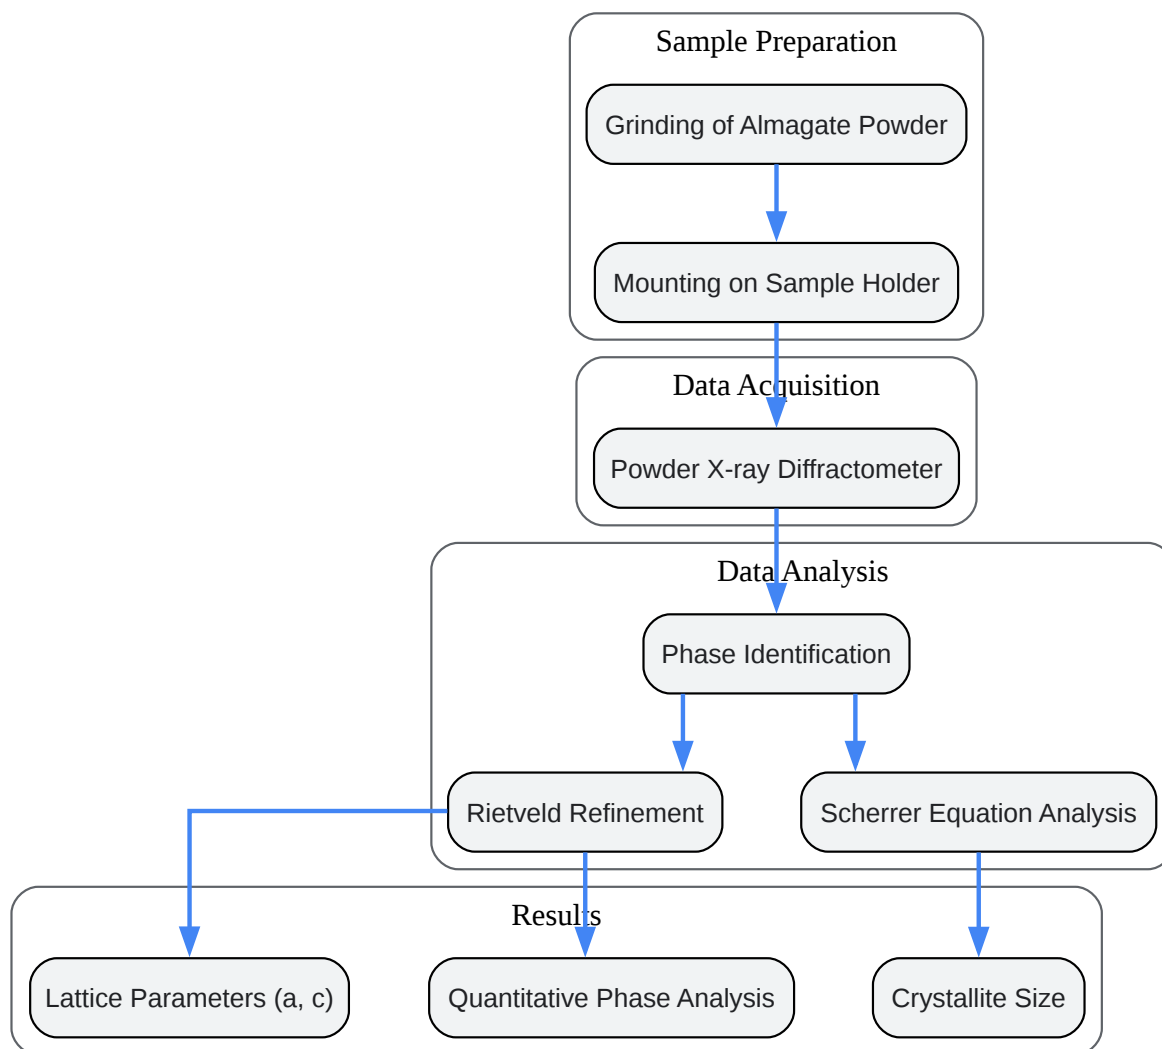 Sample Preparation
Grinding of Almagate Powder
Mounting on Sample Holder
Data Acquisition
Powder X-ray Diffractometer
Data Analysis
Phase Identification
Rietveld Refinement
Scherrer Equation Analysis
Results
Lattice Parameters (a, c)
Quantitative Phase Analysis
Crystallite Size